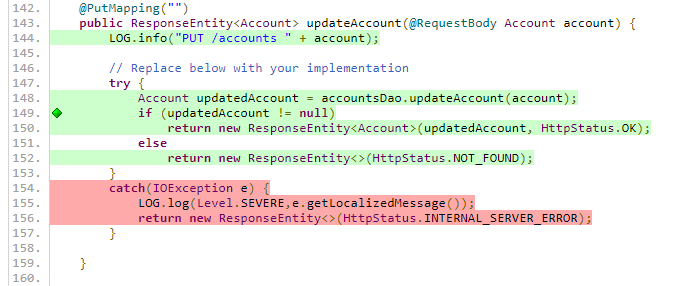 142.     @PutMapping("")
143.     public ResponseEntity<Account> updateAccount(@RequestBody Account account) {
144.         LOG.info("PUT /accounts " + account);
145.
146.         // Replace below with your implementation
147.         try {
148.             Account updatedAccount = accountsDao.updateAccount(account);
149.             if (updatedAccount != null)
150.                 return new ResponseEntity<Account>(updatedAccount, HttpStatus.OK);
151.             else
152.                 return new ResponseEntity<>(HttpStatus.NOT_FOUND);
153.         }
154.         catch(IOException e) {
155.             LOG.log(Level.SEVERE,e.getLocalizedMessage());
156.             return new ResponseEntity<>(HttpStatus.INTERNAL_SERVER_ERROR);
157.         }
158.
159.     }
160.